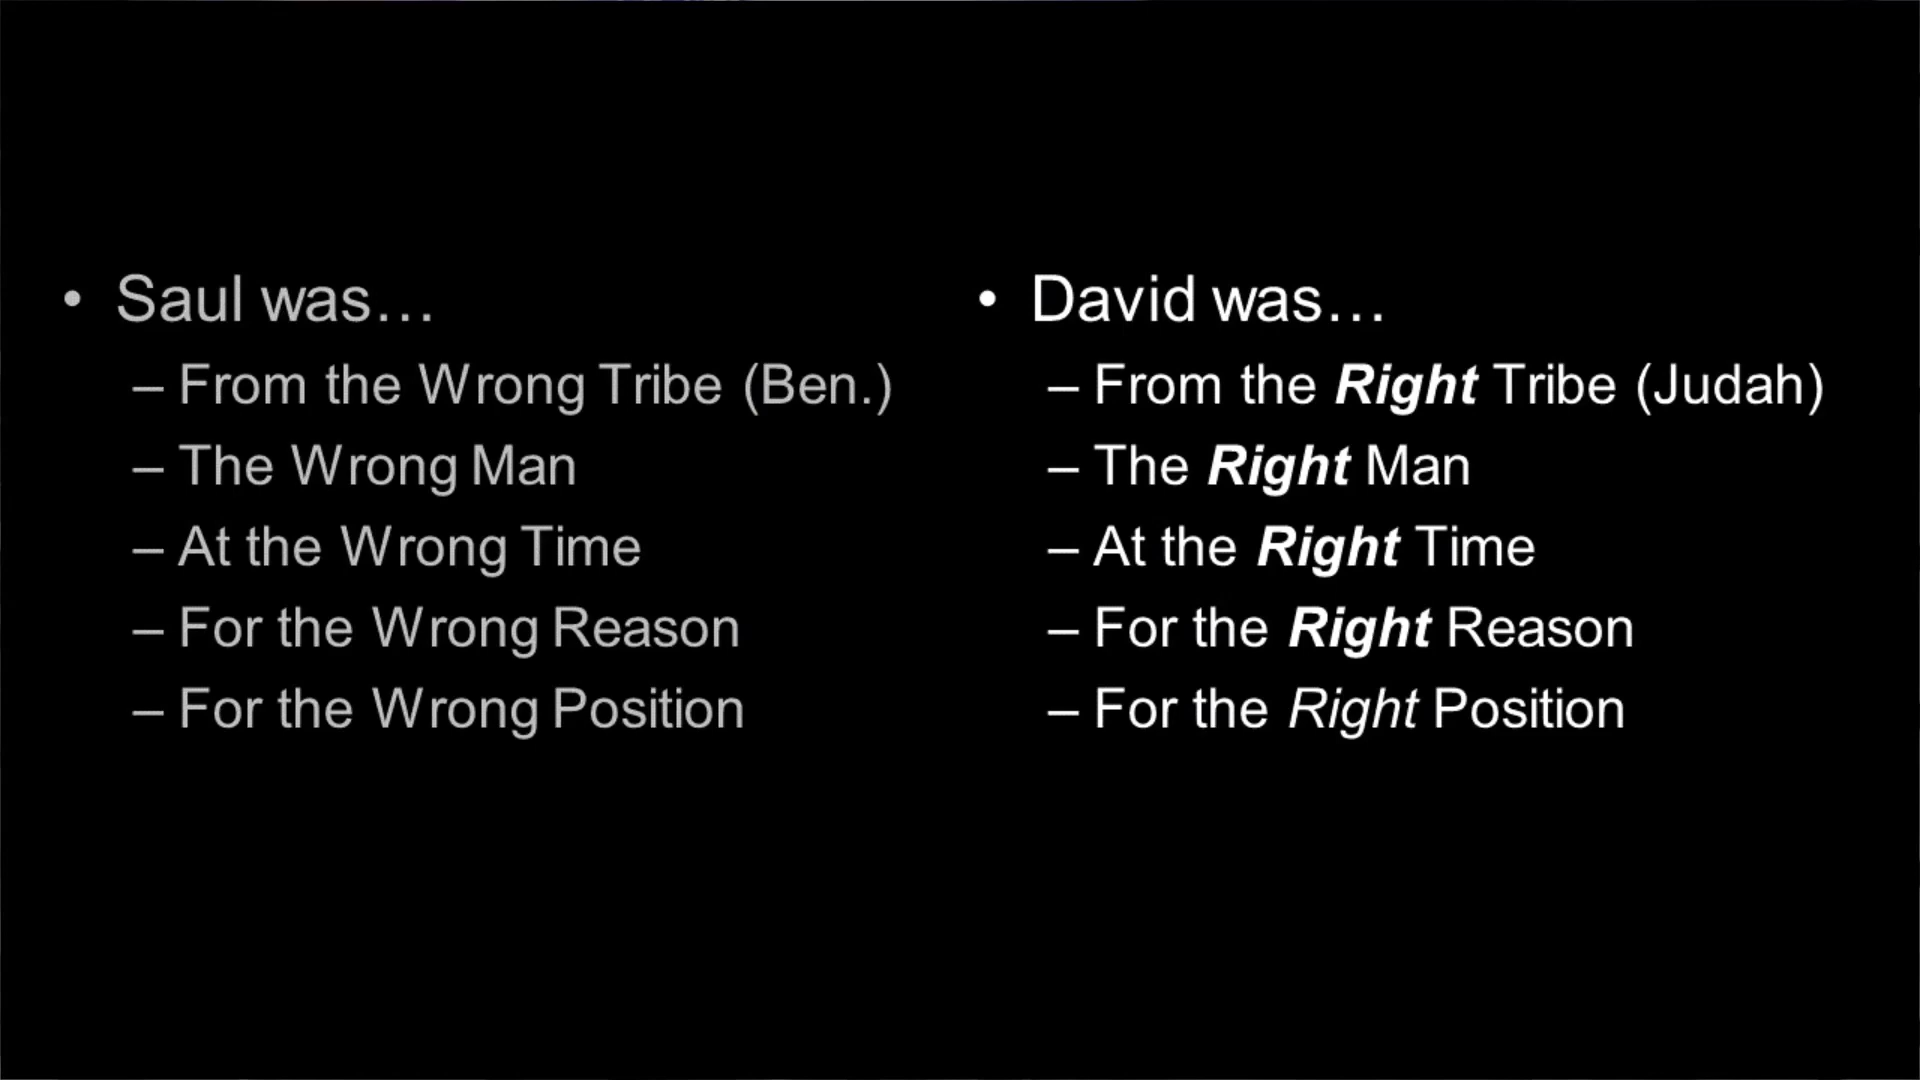 • Saul was…
– From the Wrong Tribe (Ben.)
– The Wrong Man
– At the Wrong Time
– For the Wrong Reason
– For the Wrong Position
• David was…
– From the Right Tribe (Judah)
– The Right Man
– At the Right Time
– For the Right Reason
– For the Right Position